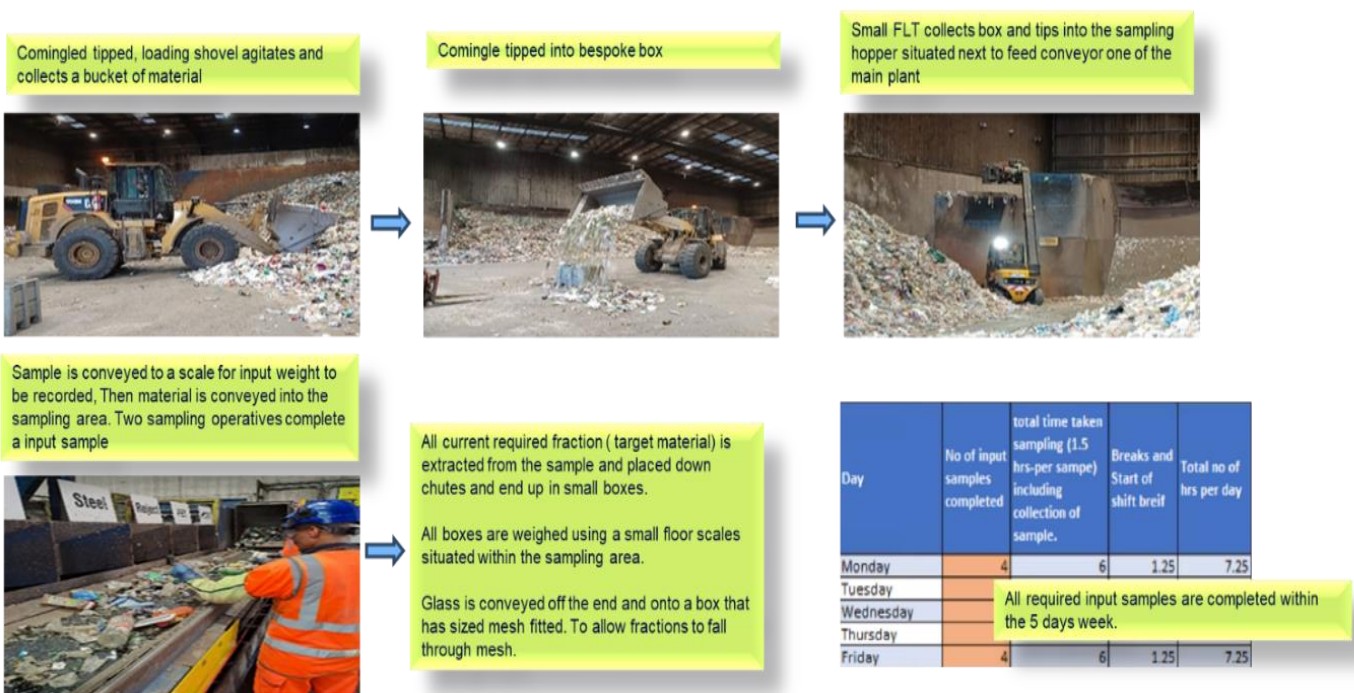 Comingled tipped, loading shovel agitates and
collects a bucket of material
Comingle tipped into bespoke box
Small FLT collects box and tips into the sampling
hopper situated next to feed conveyor one of the
main plant
Sample is conveyed to a scale for input weight to
be recorded, Then material is conveyed into the
sampling area. Two sampling operatives complete
a input sample
Steel
Reject
All current required fraction ( target material) is
extracted from the sample and placed down
chutes and end up in small boxes.
All boxes are weighed using a small floor scales
situated within the sampling area.
Glass is conveyed off the end and onto a box that
has sized mesh fitted. To allow fractions to fall
through mesh.
Day
No of input
samples
completed
total time taken
sampling (1.5
hrs-per sampe)
including
collection of
sample.
Breaks and
Start of
shift breif
Total no of
hrs per day
Monday 4 6 1.25 7.25
Tuesday
Wednesday
Thursday
Friday 4 6 1.25 7.25
All required input samples are completed within
the 5 days week.